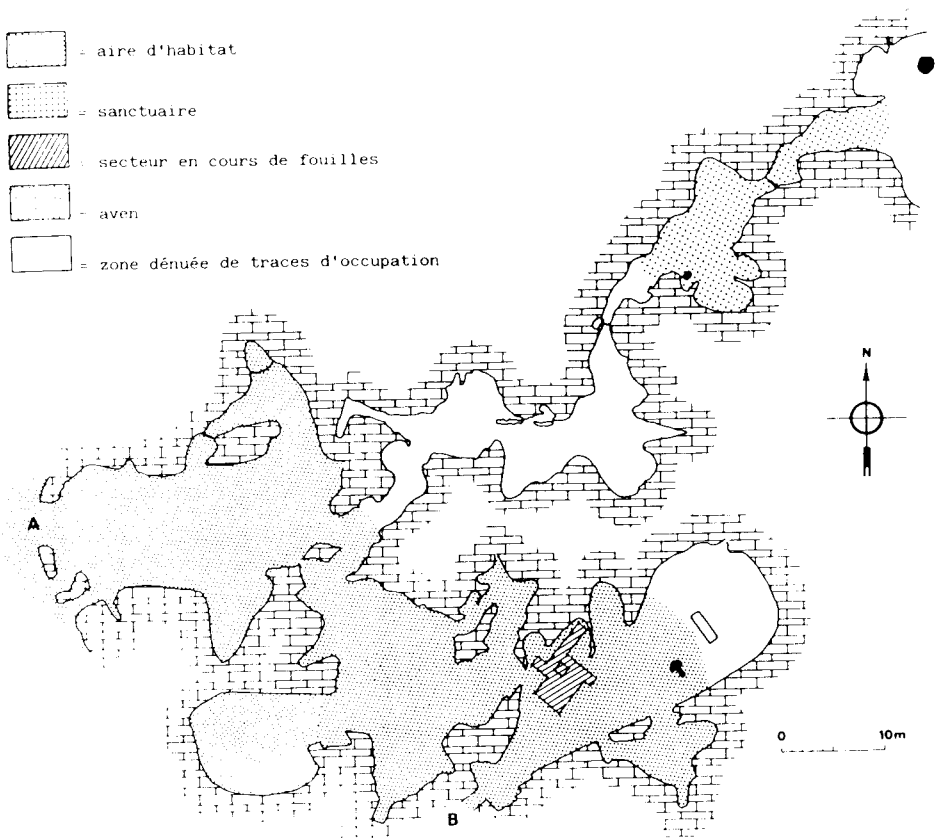 = aire d'habitat
= sanctuaire
= secteur en cours de fouilles
= aven
= zone dénuée de traces d'occupation
N
A
0 10m
B